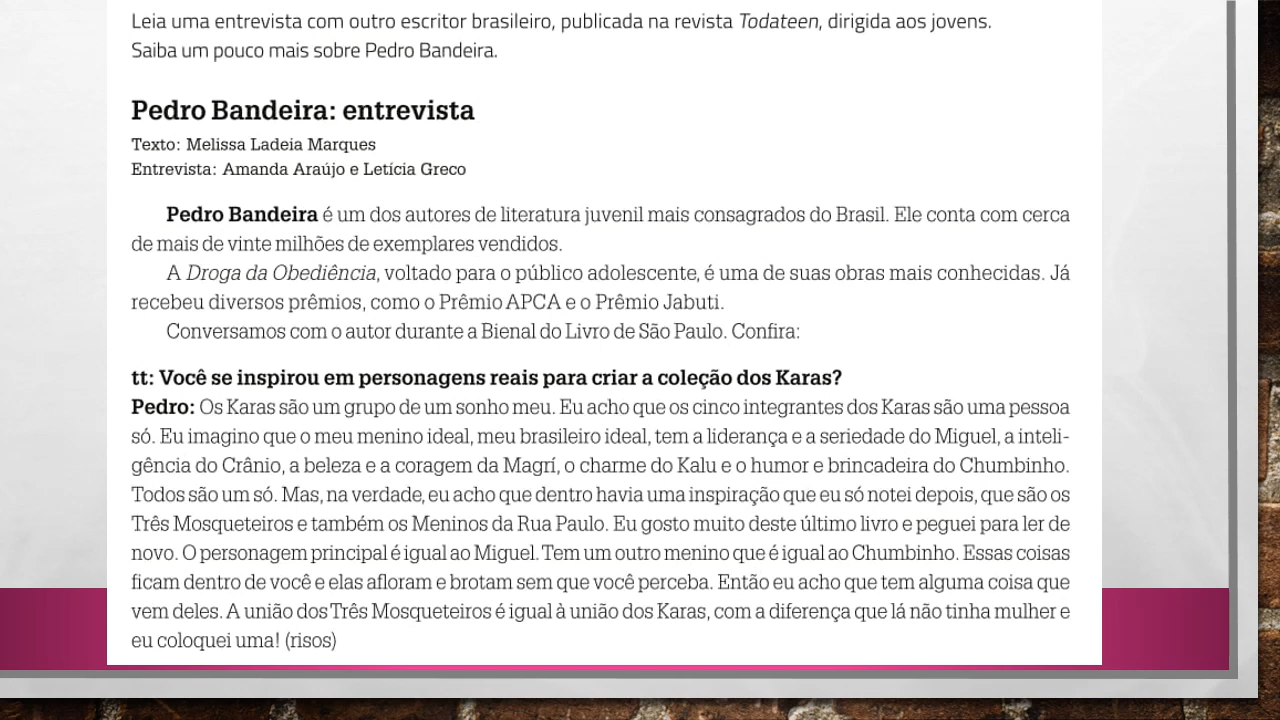 Leia uma entrevista com outro escritor brasileiro, publicada na revista Todateen, dirigida aos jovens.
Saiba um pouco mais sobre Pedro Bandeira.
Pedro Bandeira: entrevista
Texto: Melissa Ladeia Marques
Entrevista: Amanda Araújo e Letícia Greco
Pedro Bandeira é um dos autores de literatura juvenil mais consagrados do Brasil. Ele conta com cerca
de mais de vinte milhões de exemplares vendidos.
A Droga da Obediência, voltado para o público adolescente, é uma de suas obras mais conhecidas. Já
recebeu diversos prêmios, como o Prêmio APCA e o Prêmio Jabuti.
Conversamos com o autor durante a Bienal do Livro de São Paulo. Confira:
tt: Você se inspirou em personagens reais para criar a coleção dos Karas?
Pedro: Os Karas são um grupo de um sonho meu. Eu acho que os cinco integrantes dos Karas são uma pessoa
só. Eu imagino que o meu menino ideal, meu brasileiro ideal, tem a liderança e a seriedade do Miguel, a inteli-
gência do Crânio, a beleza e a coragem da Magrí, o charme do Kalu e o humor e brincadeira do Chumbinho.
Todos são um só. Mas, na verdade, eu acho que dentro havia uma inspiração que eu só notei depois, que são os
Três Mosqueteiros e também os Meninos da Rua Paulo. Eu gosto muito deste último livro e peguei para ler de
novo. O personagem principal é igual ao Miguel. Tem um outro menino que é igual ao Chumbinho. Essas coisas
ficam dentro de você e elas afloram e brotam sem que você perceba. Então eu acho que tem alguma coisa que
vem deles. A união dos Três Mosqueteiros é igual à união dos Karas, com a diferença que lá não tinha mulher e
eu coloquei uma! (risos)